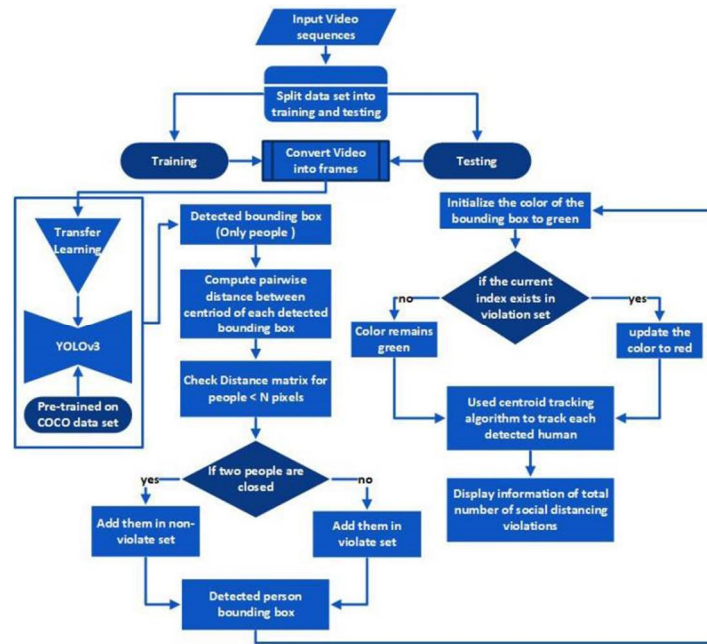 Input Video
sequences
Split data set into
training and testing
Training
Convert Video
into frames
Testing
Transfer
Learning
YOLOv3
Pre-trained on
COCO data set
Detected bounding box
(Only people )
Compute pairwise
distance between
centriod of each detected
bounding box
Check Distance matrix for
people < N pixels
If two people are
closed
yes
no
Add them in non-
violate set
Add them in
violate set
Detected person
bounding box
Initialize the color of the
bounding box to green
if the current
index exists in
violation set
no
yes
Color remains
green
update the
color to red
Used centroid tracking
algorithm to track each
detected human
Display information of total
number of social distancing
violations